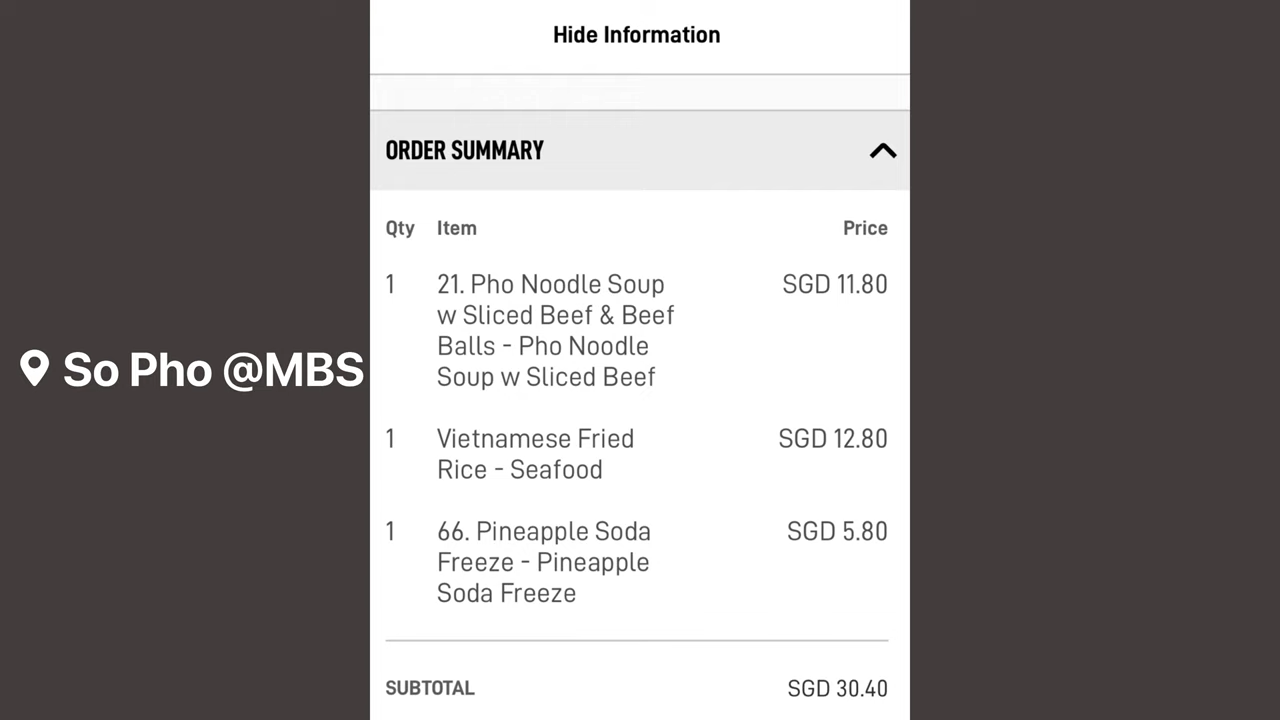 Hide Information
ORDER SUMMARY
Qty Item Price
1 21. Pho Noodle Soup SGD 11.80
w Sliced Beef & Beef
Balls - Pho Noodle
Soup w Sliced Beef
So Pho @MBS
1 Vietnamese Fried SGD 12.80
Rice - Seafood
1 66. Pineapple Soda SGD 5.80
Freeze - Pineapple
Soda Freeze
SUBTOTAL SGD 30.40